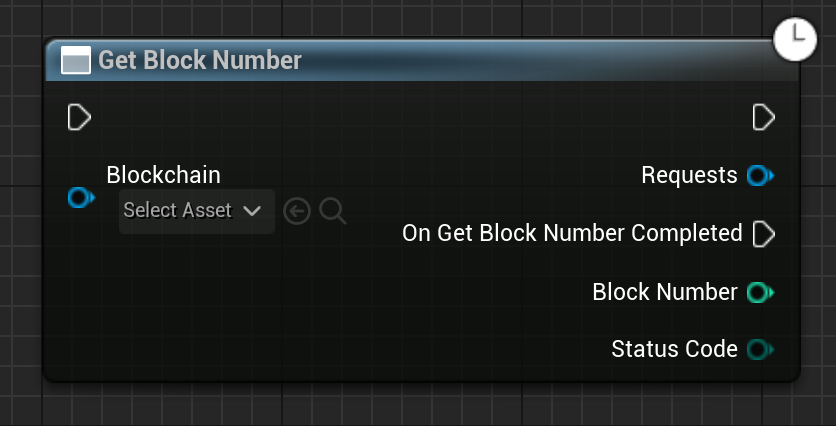 Get Block Number
Blockchain
Select Asset
Requests
On Get Block Number Completed
Block Number
Status Code